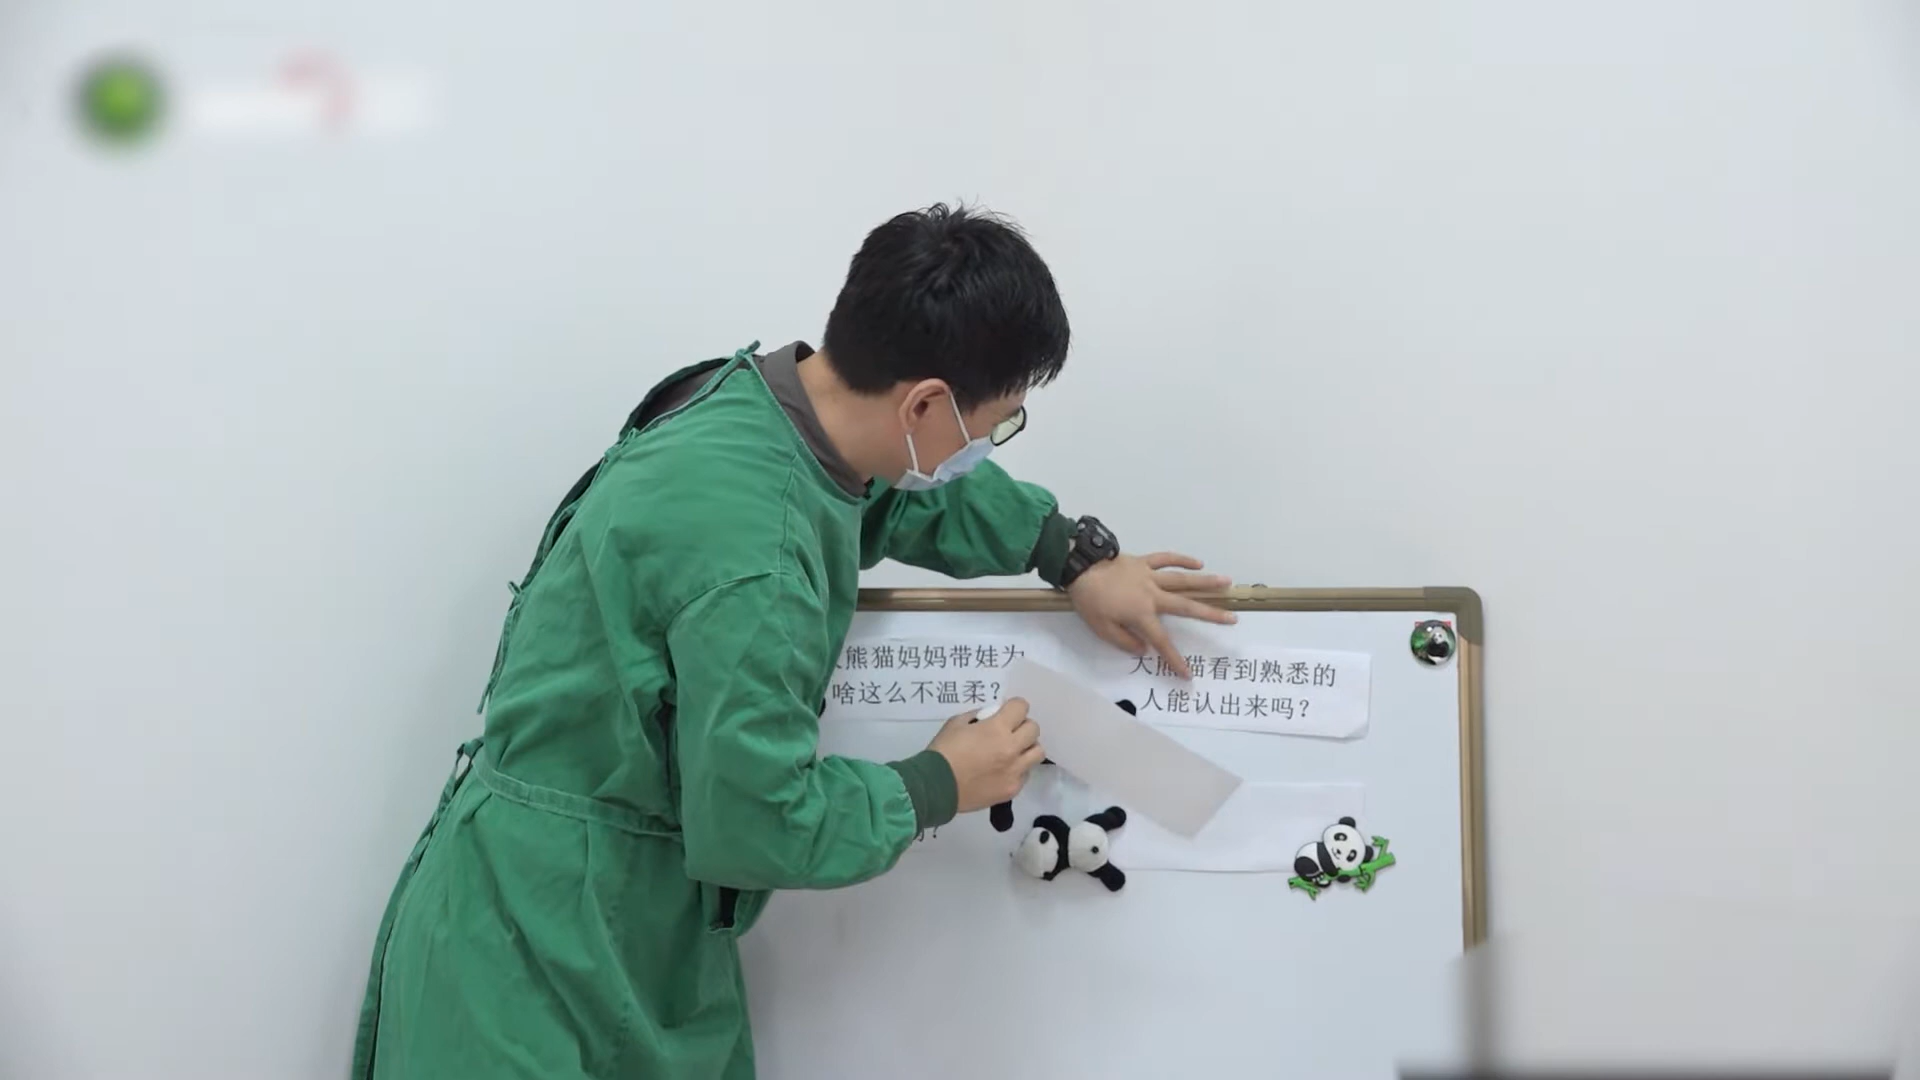 熊猫妈妈带娃为
啥这么不温柔？
大熊猫看到熟悉的
人能认出来吗？
？